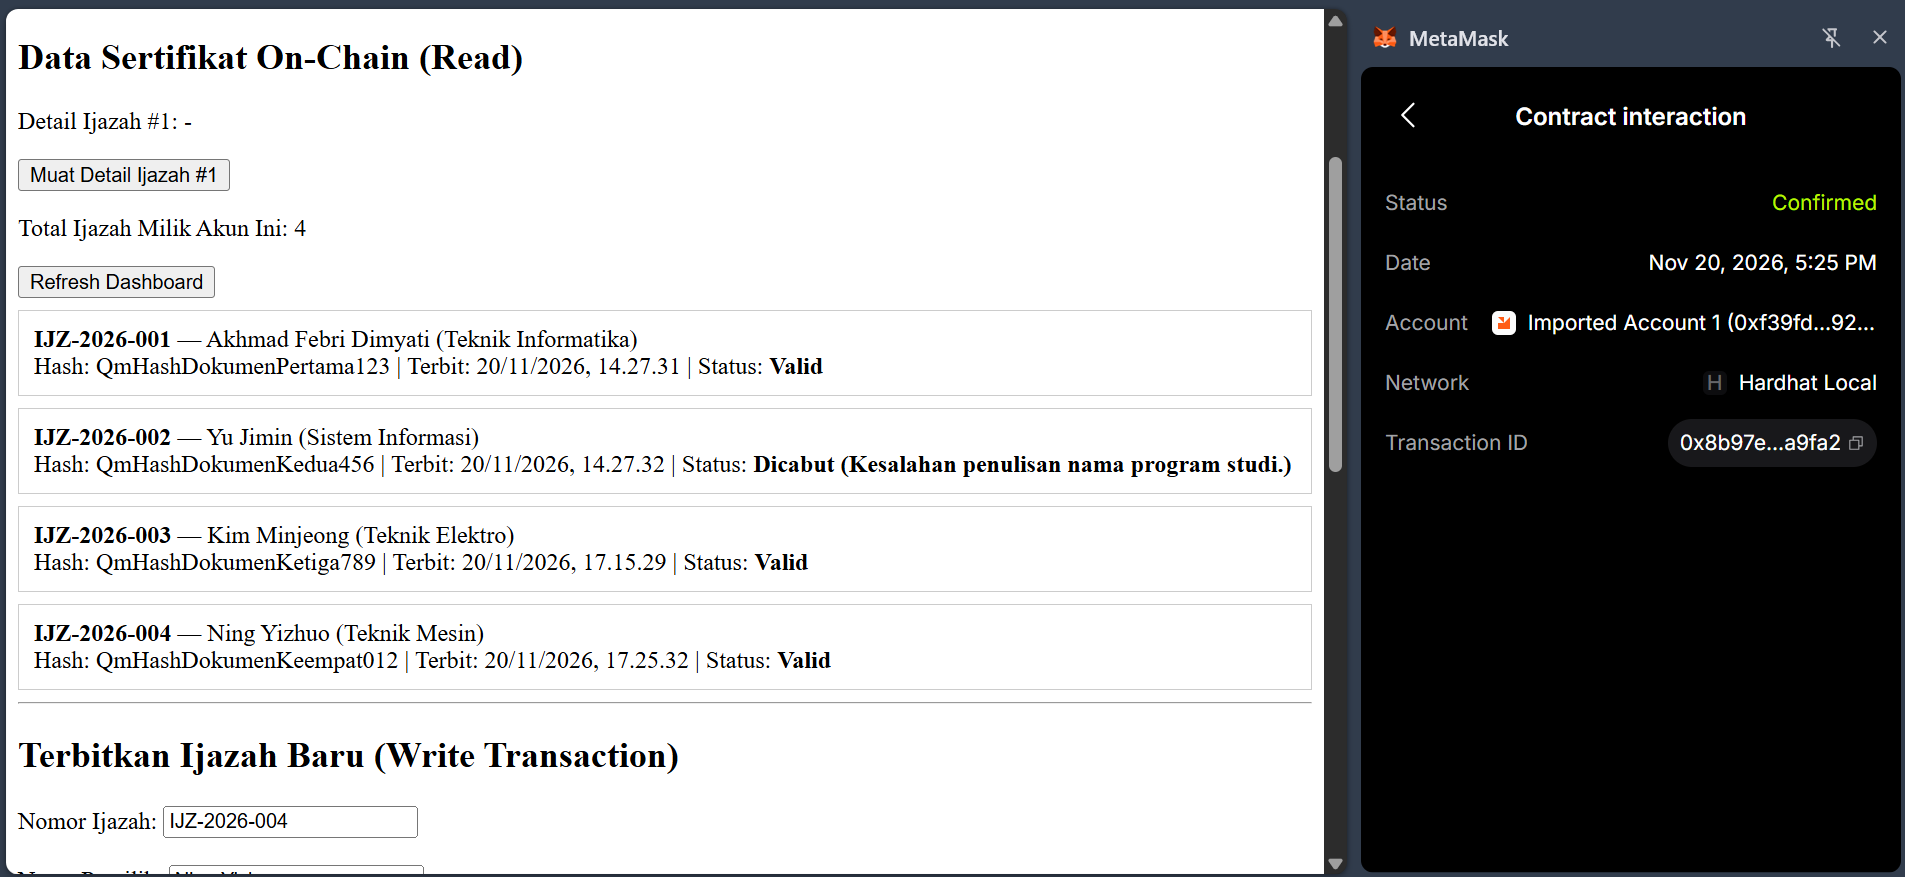 Data Sertifikat On-Chain (Read)
Detail Ijazah #1: -
Muat Detail Ijazah #1
Total Ijazah Milik Akun Ini: 4
Refresh Dashboard
IJZ-2026-001 — Akhmad Febri Dimyati (Teknik Informatika)
Hash: QmHashDokumenPertama123 | Terbit: 20/11/2026, 14.27.31 | Status: Valid
IJZ-2026-002 — Yu Jimin (Sistem Informasi)
Hash: QmHashDokumenKedua456 | Terbit: 20/11/2026, 14.27.32 | Status: Dicabut (Kesalahan penulisan nama program studi.)
IJZ-2026-003 — Kim Minjeong (Teknik Elektro)
Hash: QmHashDokumenKetiga789 | Terbit: 20/11/2026, 17.15.29 | Status: Valid
IJZ-2026-004 — Ning Yizhuo (Teknik Mesin)
Hash: QmHashDokumenKeempat012 | Terbit: 20/11/2026, 17.25.32 | Status: Valid
Terbitkan Ijazah Baru (Write Transaction)
Nomor Ijazah: IJZ-2026-004
MetaMask
Contract interaction
Status Confirmed
Date Nov 20, 2026, 5:25 PM
Account Imported Account 1 (0xf39fd...92...
Network H Hardhat Local
Transaction ID 0x8b97e...a9fa2